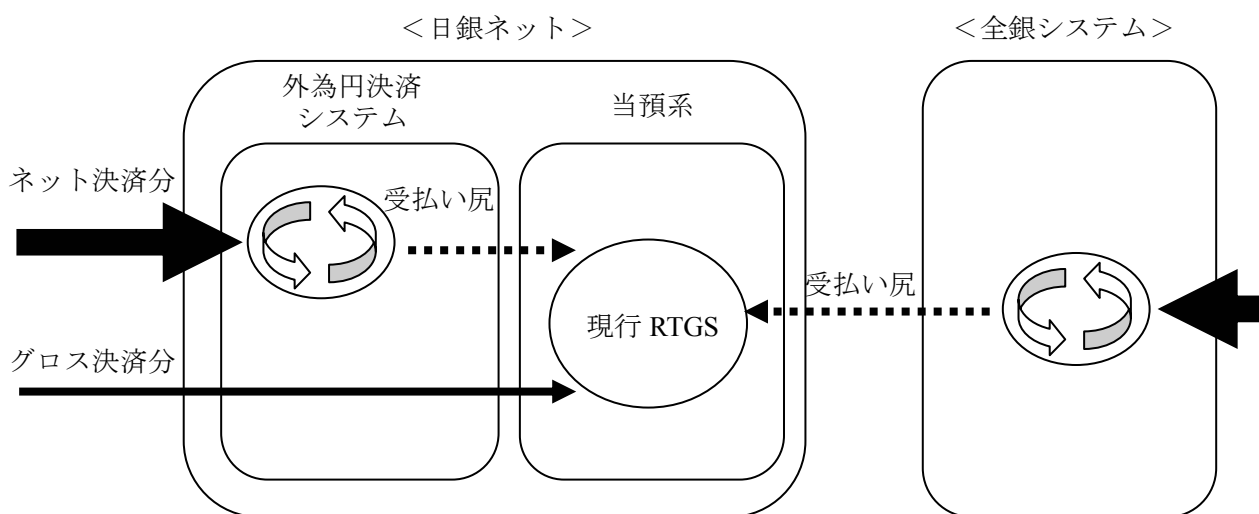 ＜日銀ネット＞
＜全銀システム＞
外為円決済
システム
当預系
ネット決済分
受払い尻
受払い尻
現行 RTGS
グロス決済分